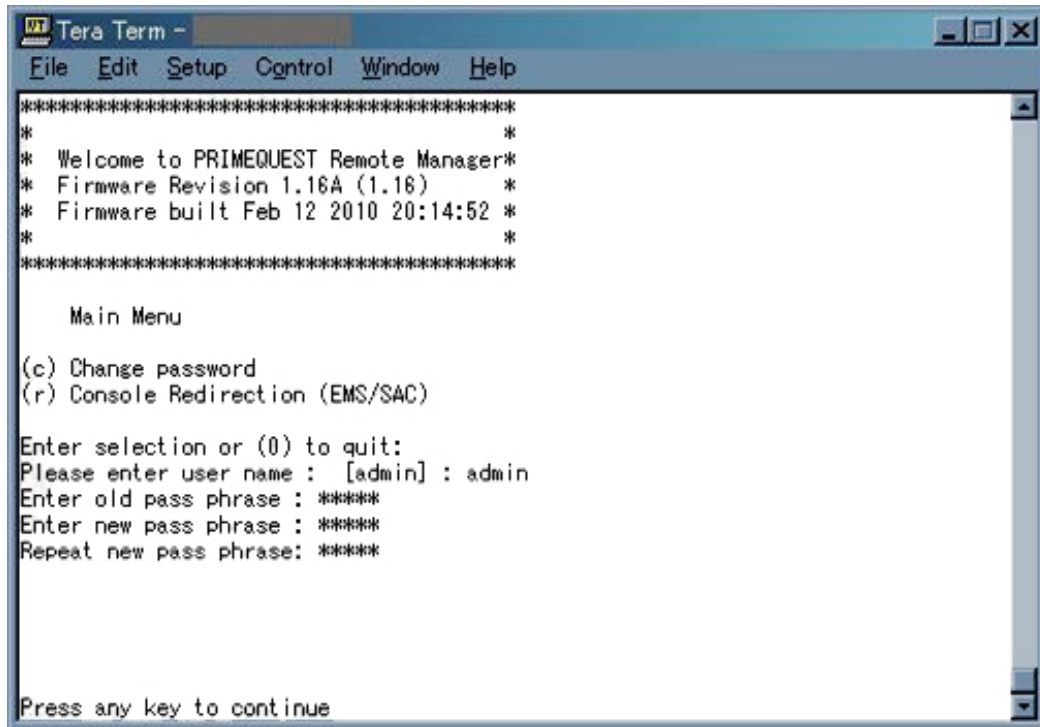 Tera Term -
File Edit Setup Control Window Help
****************************************
* *
* Welcome to PRIMEQUEST Remote Manager*
* Firmware Revision 1.16A (1.16) *
* Firmware built Feb 12 2010 20:14:52 *
* *
****************************************
Main Menu
(c) Change password
(r) Console Redirection (EMS/SAC)
Enter selection or (0) to quit:
Please enter user name : [admin] : admin
Enter old pass phrase : *****
Enter new pass phrase : *****
Repeat new pass phrase: *****
Press any key to continue